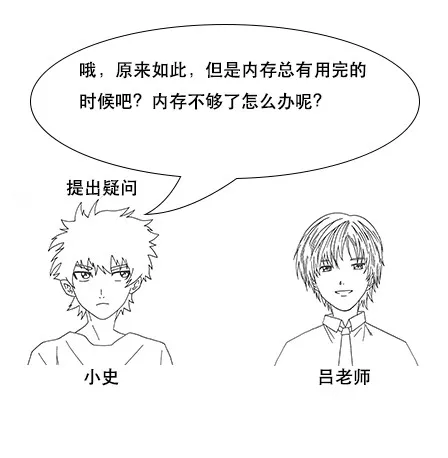 哦，原来如此，但是内存总有用完的
时候吧？内存不够了怎么办呢？
提出疑问
小史
吕老师